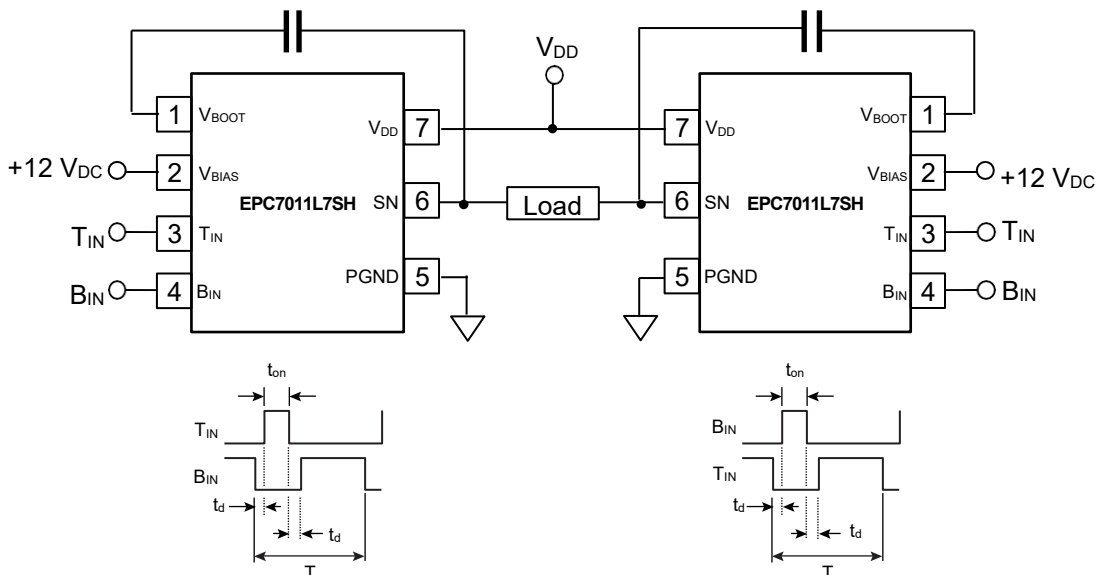 VDD
1 VBOOT
VDD 7
7 VDD
VBOOT 1
+12 VDC
2 VBIAS
VBIAS 2
+12 VDC
EPC7011L7SH
SN 6
Load
6 SN
EPC7011L7SH
TIN
3 TIN
TIN 3
TIN
BIN
4 BIN
PGND 5
5 PGND
BIN 4
BIN
ton
TIN
BIN
td
td
T
ton
BIN
TIN
td
td
T